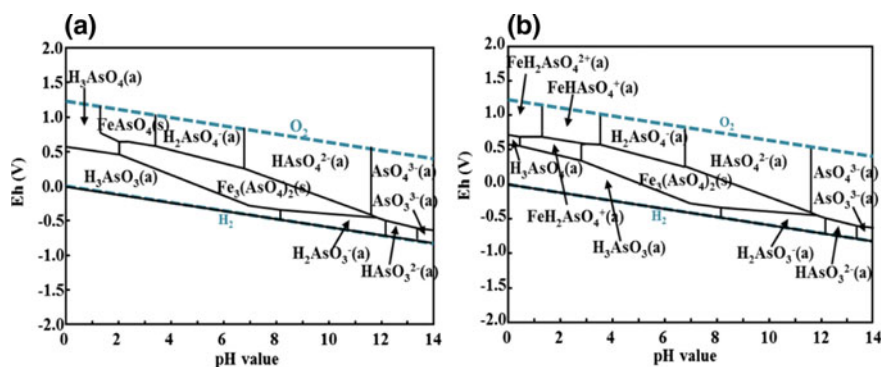 (a)
2.0
1.5
1.0
0.5
0.0
-0.5
-1.0
-1.5
-2.0
Eh (V)
0 2 4 6 8 10 12 14
pH value
H₃AsO₄(a)
FeAsO₄(s)
H₂AsO₄⁻(a)
O₂
HAsO₄²⁻(a)
AsO₄³⁻(a)
H₃AsO₃(a)
Fe₃(AsO₄)₂(s)
AsO₃³⁻(a)
H₂
H₂AsO₃⁻(a)
HAsO₃²⁻(a)
(b)
2.0
1.5
1.0
0.5
0.0
-0.5
-1.0
-1.5
-2.0
Eh (V)
0 2 4 6 8 10 12 14
pH value
FeH₂AsO₄²⁺(a)
FeHAsO₄⁺(a)
O₂
H₂AsO₄⁻(a)
HAsO₄²⁻(a)
AsO₄³⁻(a)
Fe₃(AsO₄)₂(s)
AsO₃³⁻(a)
FeH₂AsO₄⁺(a)
H₂
H₃AsO₃(a)
H₂AsO₃⁻(a)
HAsO₃²⁻(a)